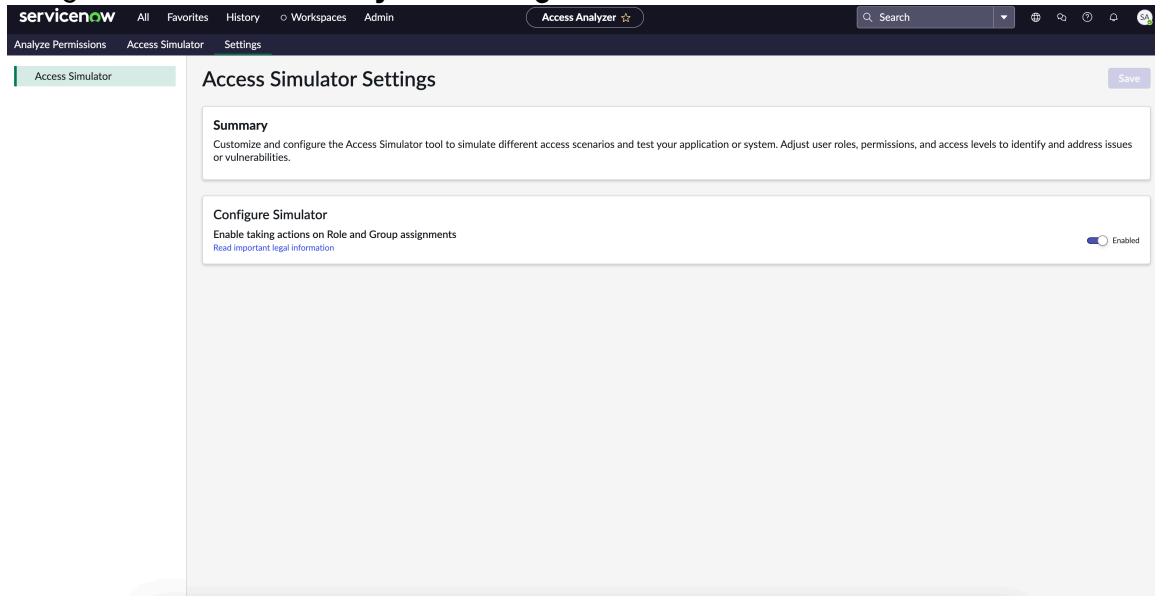 servicenow All Favorites History Workspaces Admin Access Analyzer Search SA
Analyze Permissions Access Simulator Settings
Access Simulator
Access Simulator Settings
Save
Summary
Customize and configure the Access Simulator tool to simulate different access scenarios and test your application or system. Adjust user roles, permissions, and access levels to identify and address issues
or vulnerabilities.
Configure Simulator
Enable taking actions on Role and Group assignments
Read important legal information
Enabled